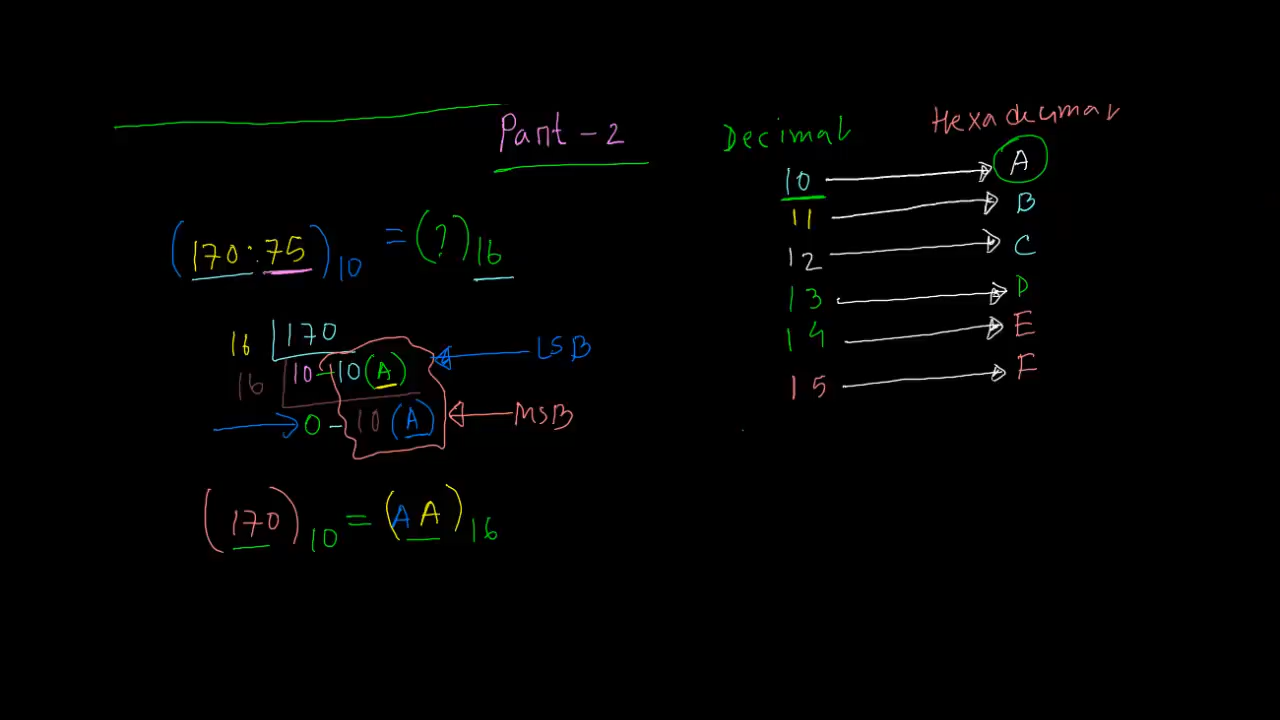 Part - 2
(170.75)10 = (?)16
16 | 170
16 | 10 - 10 (A) LSB
0 - 10 (A) MSB
(170)10 = (AA)16
Decimal Hexadecimal
10 A
11 B
12 C
13 D
14 E
15 F